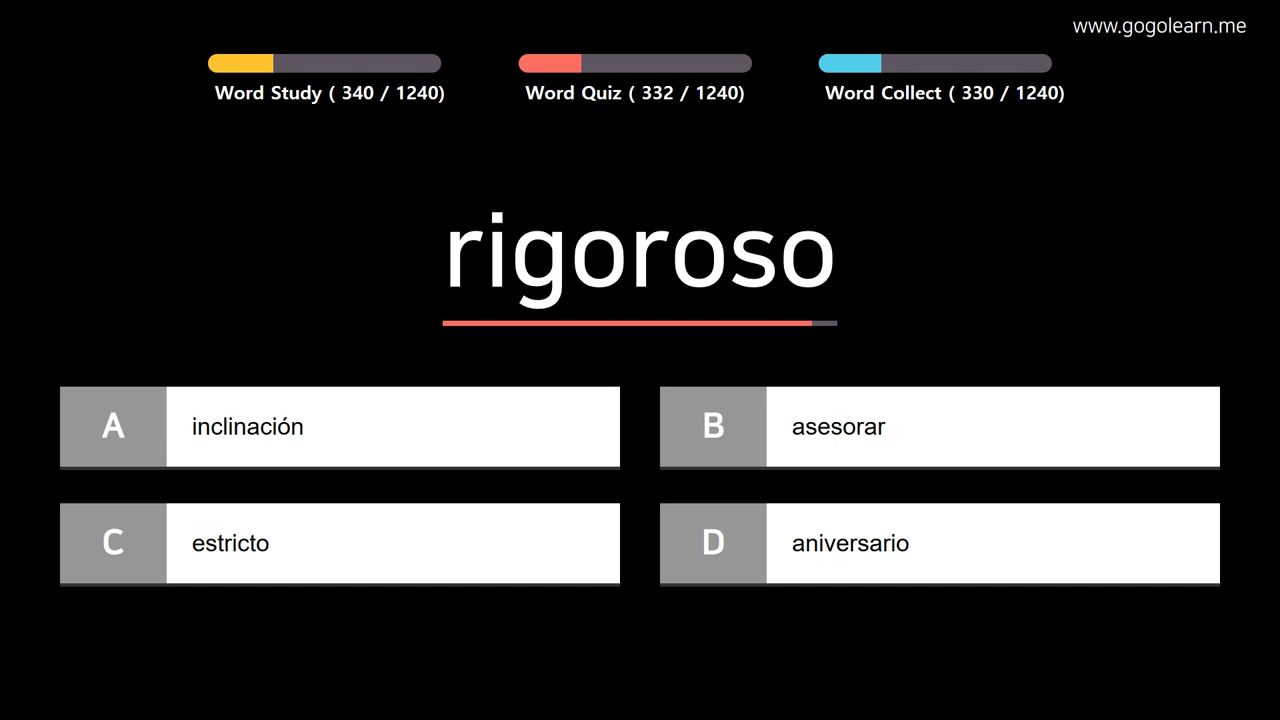 www.gogolearn.me
Word Study ( 340 / 1240)
Word Quiz ( 332 / 1240)
Word Collect ( 330 / 1240)
rigoroso
A inclinación
B asesorar
C estricto
D aniversario